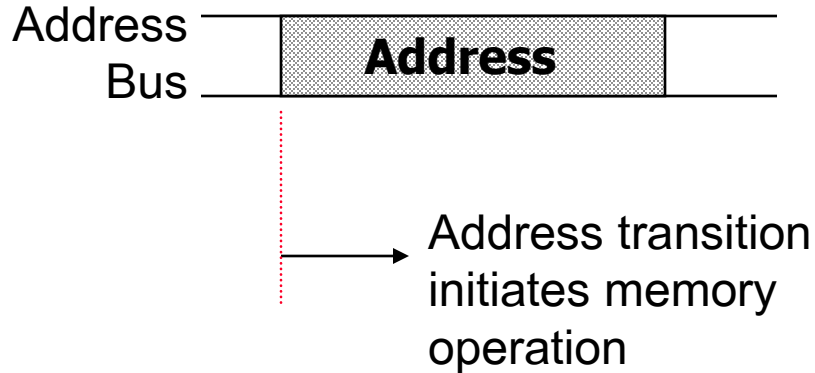 Address
Bus
Address
Address transition
initiates memory
operation